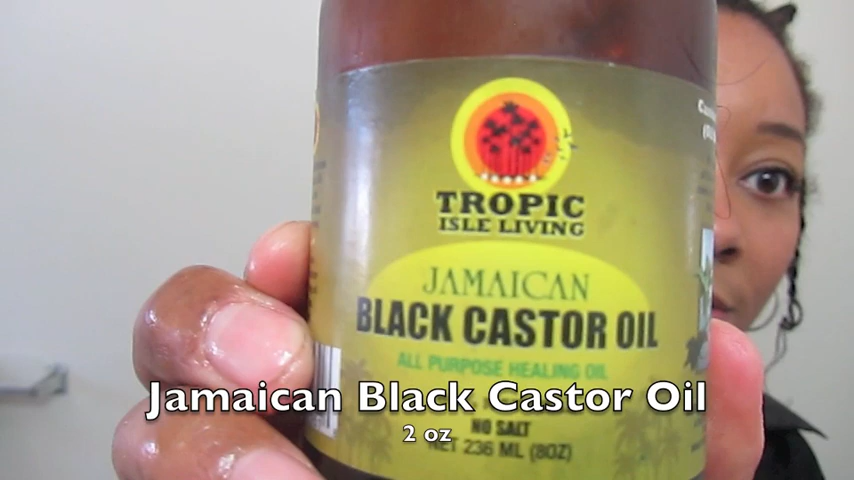 TROPIC
ISLE LIVING
JAMAICAN
BLACK CASTOR OIL
ALL PURPOSE HEALING OIL
Jamaican Black Castor Oil
2 oz
NO SALT
NET 236 ML (8OZ)